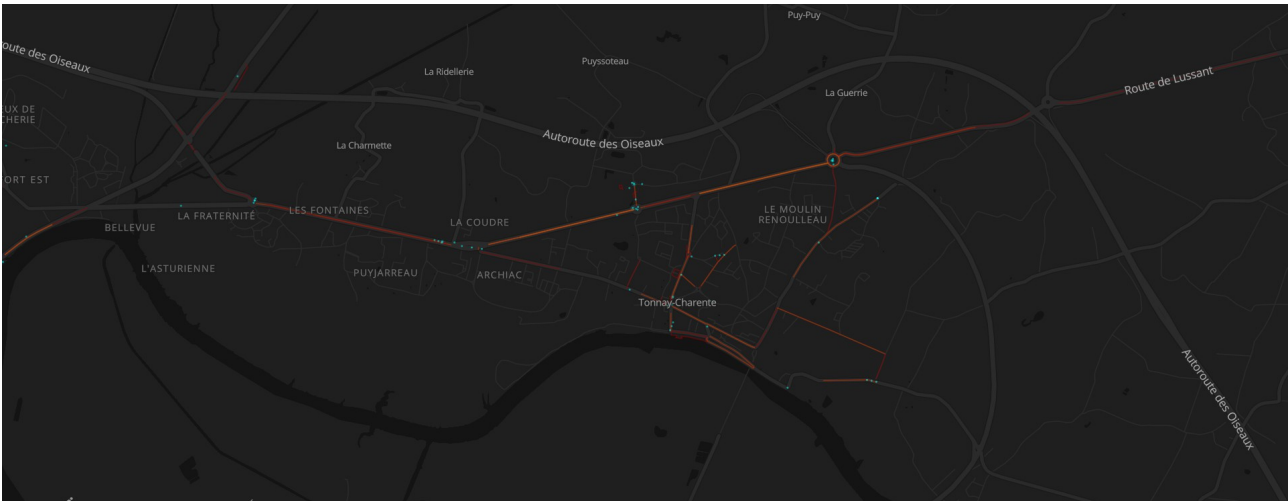 Puy-Puy
route des Oiseaux
Puyssoteau
La Ridellerie
Route de Lussant
La Guerrie
EUX DE
CHERIE
Autoroute des Oiseaux
La Charmette
FORT EST
LES FONTAINES
LE MOULIN
RENOULLEAU
LA FRATERNITÉ
LA COUDRE
BELLEVUE
L'ASTURIENNE
PUYJARREAU
ARCHIAC
Tonnay-Charente
Autoroute des Oiseaux